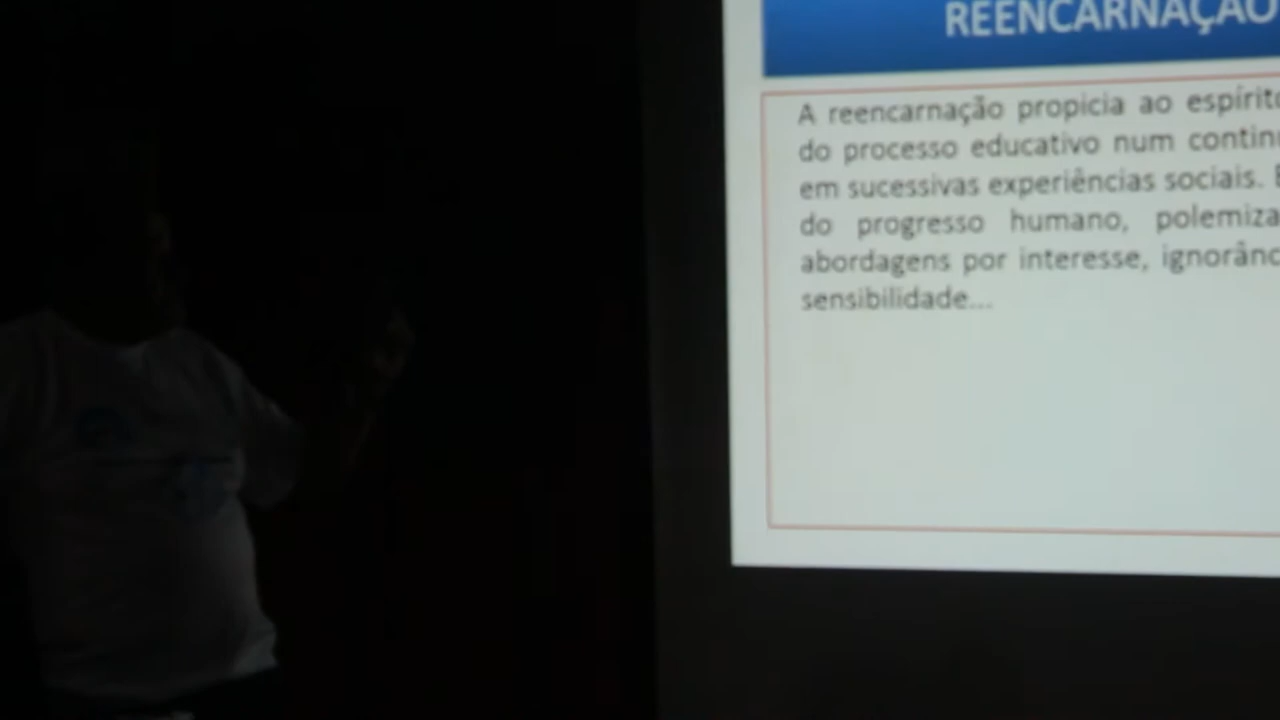 REENCARNAÇÃO
A reencarnação propicia ao espírito
do processo educativo num
em sucessivas experiências sociais.
do progresso humano,
abordagens por interesse,
sensibilidade...